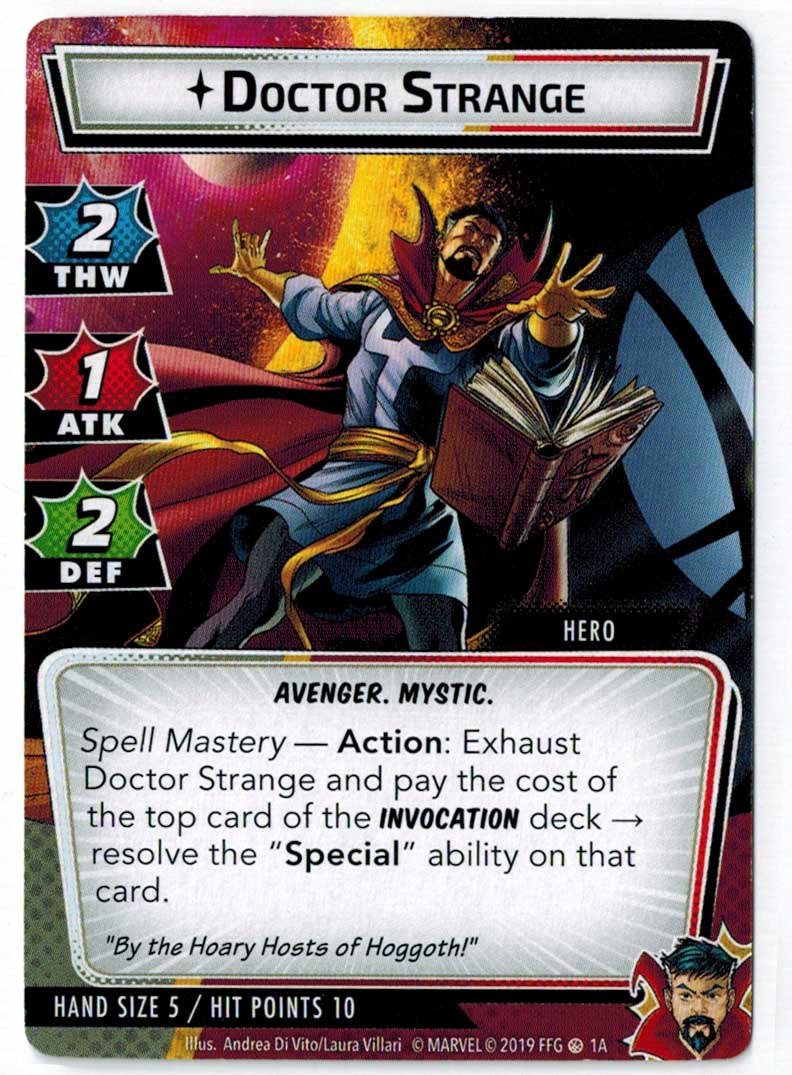 DOCTOR STRANGE
2
THW
1
ATK
2
DEF
HERO
AVENGER. MYSTIC.
Spell Mastery — Action: Exhaust
Doctor Strange and pay the cost of
the top card of the INVOCATION deck →
resolve the “Special” ability on that
card.
"By the Hoary Hosts of Hoggoth!"
HAND SIZE 5 / HIT POINTS 10
Illus. Andrea Di Vito/Laura Villari © MARVEL © 2019 FFG 1A